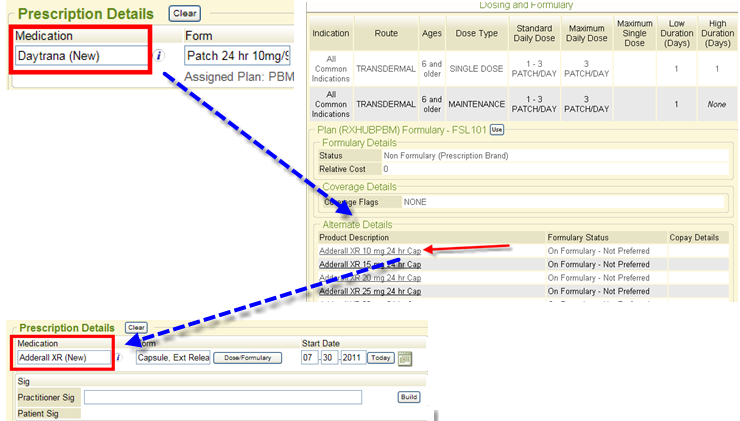 Prescription Details Clear
Medication Form
Daytrana (New) i Patch 24 hr 10mg/9
Assigned Plan: PBM
Dosing and Formulary
Indication Route Ages Dose Type Standard Daily Dose Maximum Daily Dose Maximum Single Dose Low Duration (Days) High Duration (Days)
All Common Indications TRANSDERMAL 6 and older SINGLE DOSE 1 - 3 PATCH/DAY 3 PATCH/DAY 1 1
All Common Indications TRANSDERMAL 6 and older MAINTENANCE 1 - 3 PATCH/DAY 3 PATCH/DAY 1 None
Plan (RXHUBPBM) Formulary - FSL101 Use
Formulary Details
Status Non Formulary (Prescription Brand)
Relative Cost 0
Coverage Details
Coverage Flags NONE
Alternate Details
Product Description Formulary Status Copay Details
Adderall XR 10 mg 24 hr Cap On Formulary - Not Preferred
Adderall XR 15 mg 24 hr Cap On Formulary - Not Preferred
Adderall XR 20 mg 24 hr Cap On Formulary - Not Preferred
Adderall XR 25 mg 24 hr Cap On Formulary - Not Preferred
Prescription Details Clear
Medication Form Start Date
Adderall XR (New) i Capsule, Ext Relea Dose/Formulary 07 - 30 - 2011 Today
Sig
Practitioner Sig Build
Patient Sig